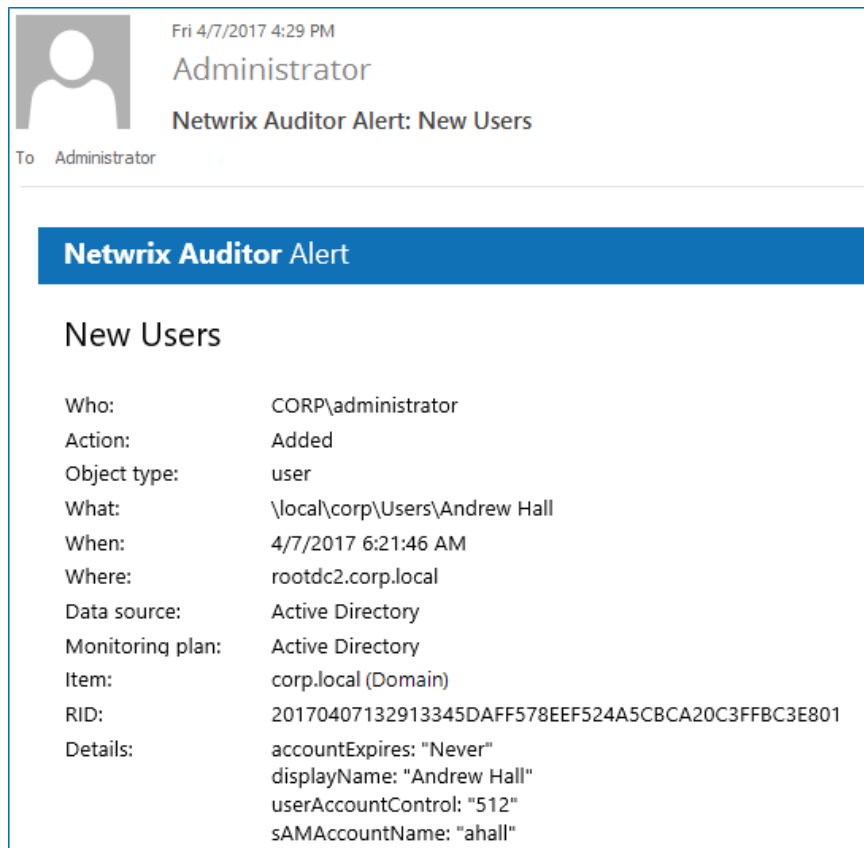 Fri 4/7/2017 4:29 PM
Administrator
Netwrix Auditor Alert: New Users
To Administrator
Netwrix Auditor Alert
New Users
Who: CORP\administrator
Action: Added
Object type: user
What: \local\corp\Users\Andrew Hall
When: 4/7/2017 6:21:46 AM
Where: rootdc2.corp.local
Data source: Active Directory
Monitoring plan: Active Directory
Item: corp.local (Domain)
RID: 20170407132913345DAFF578EEF524A5CBCA20C3FFBC3E801
Details: accountExpires: "Never"
displayName: "Andrew Hall"
userAccountControl: "512"
sAMAccountName: "ahall"